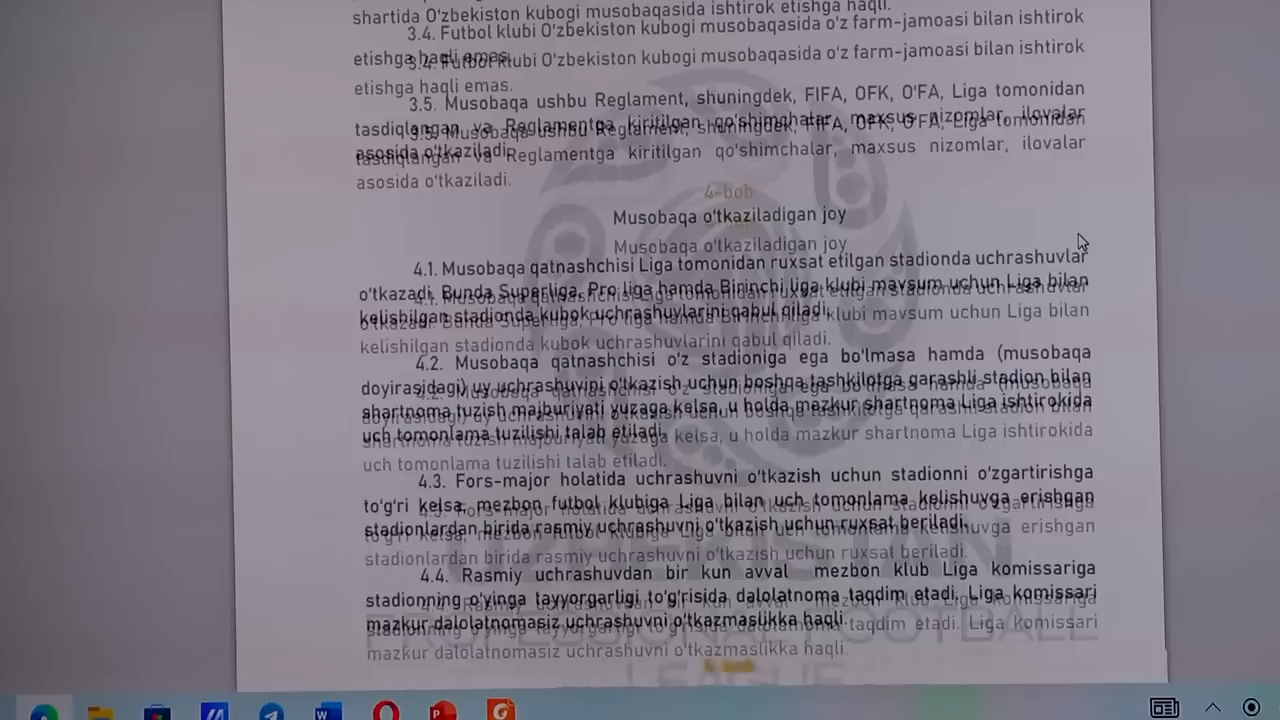 shartida O‘zbekiston kubogi musobaqasida ishtirok etishga haqli.
3.4. Futbol klubi O‘zbekiston kubogi musobaqasida o‘z farm-jamoasi bilan ishtirok
etishga haqli emas.
3.5. Musobaqa ushbu Reglament, shuningdek, FIFA, OFK, O‘FA, Liga tomonidan
tasdiqlangan va Reglamentga kiritilgan qo‘shimchalar, maxsus nizomlar, ilovalar
asosida o‘tkaziladi.
4-bob
Musobaqa o‘tkaziladigan joy
4.1. Musobaqa qatnashchisi Liga tomonidan ruxsat etilgan stadionda uchrashuvlar
o‘tkazadi. Bunda Superliga, Pro liga hamda Birinchi liga klubi mavsum uchun Liga bilan
kelishilgan stadionda kubok uchrashuvlarini qabul qiladi.
4.2. Musobaqa qatnashchisi o‘z stadioniga ega bo‘lmasa hamda (musobaqa
doyirasidagi) uy uchrashuvini o‘tkazish uchun boshqa tashkilotga qarashli stadion bilan
shartnoma tuzish majburiyati yuzaga kelsa, u holda mazkur shartnoma Liga ishtirokida
uch tomonlama tuzilishi talab etiladi.
4.3. Fors-major holatida uchrashuvni o‘tkazish uchun stadionni o‘zgartirishga
to‘g‘ri kelsa, mezbon futbol klubiga Liga bilan uch tomonlama kelishuvga erishgan
stadionlardan birida rasmiy uchrashuvni o‘tkazish uchun ruxsat beriladi.
4.4. Rasmiy uchrashuvdan bir kun avval mezbon klub Liga komissariga
stadionning o‘yinga tayyorgarligi to‘g‘risida dalolatnoma taqdim etadi. Liga komissari
mazkur dalolatnomasiz uchrashuvni o‘tkazmaslikka haqli.